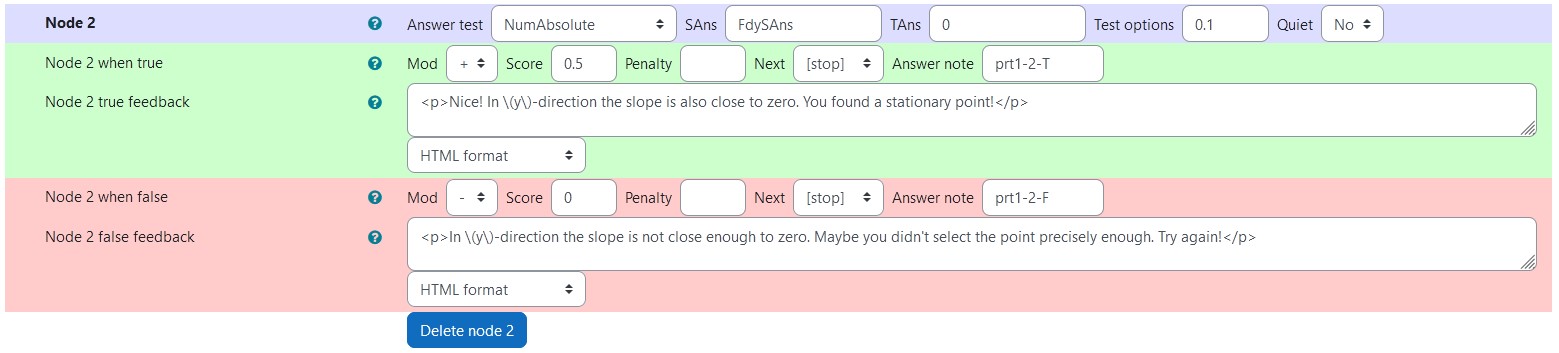 Node 2 Answer test NumAbsolute SAns FdySAns TAns 0 Test options 0.1 Quiet No
Node 2 when true Mod + Score 0.5 Penalty Next [stop] Answer note prt1-2-T
Node 2 true feedback <p>Nice! In \(y\)-direction the slope is also close to zero. You found a stationary point!</p>
HTML format
Node 2 when false Mod - Score 0 Penalty Next [stop] Answer note prt1-2-F
Node 2 false feedback <p>In \(y\)-direction the slope is not close enough to zero. Maybe you didn't select the point precisely enough. Try again!</p>
HTML format
Delete node 2